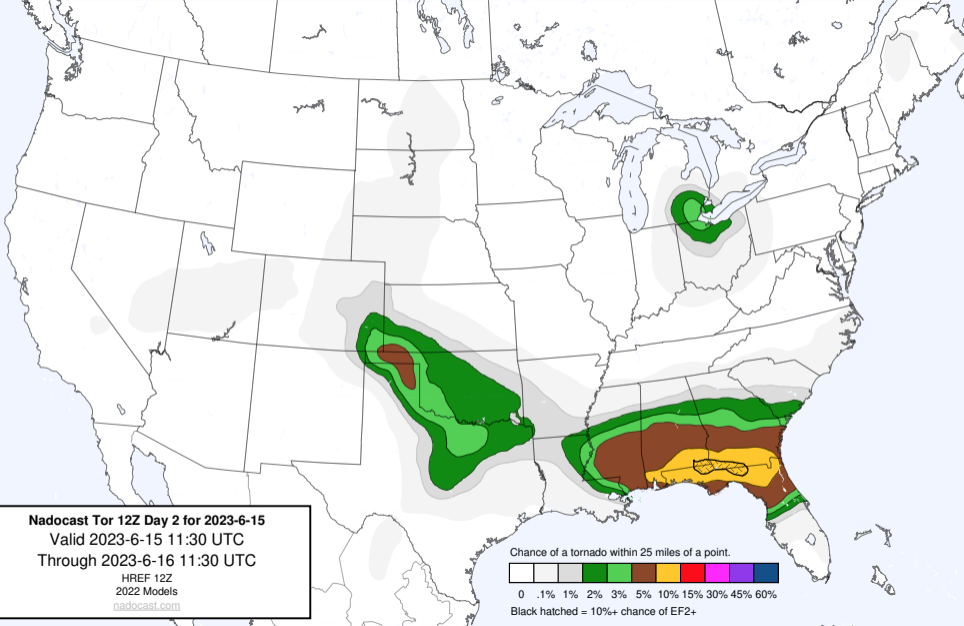 Nadocast Tor 12Z Day 2 for 2023-6-15
Valid 2023-6-15 11:30 UTC
Through 2023-6-16 11:30 UTC
HREF 12Z
2022 Models
nadocast.com
Chance of a tornado within 25 miles of a point.
0 .1% 1% 2% 3% 5% 10% 15% 30% 45% 60%
Black hatched = 10%+ chance of EF2+